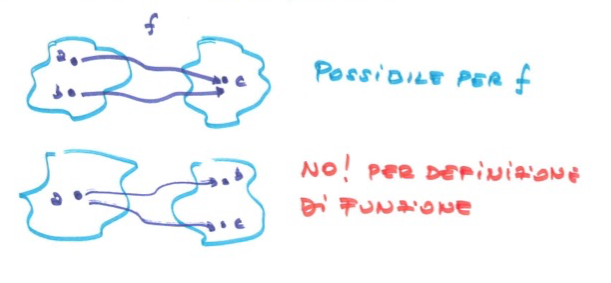 f
a
b
c
POSSIBILE PER f
a
b
c
NO! PER DEFINIZIONE
DI FUNZIONE